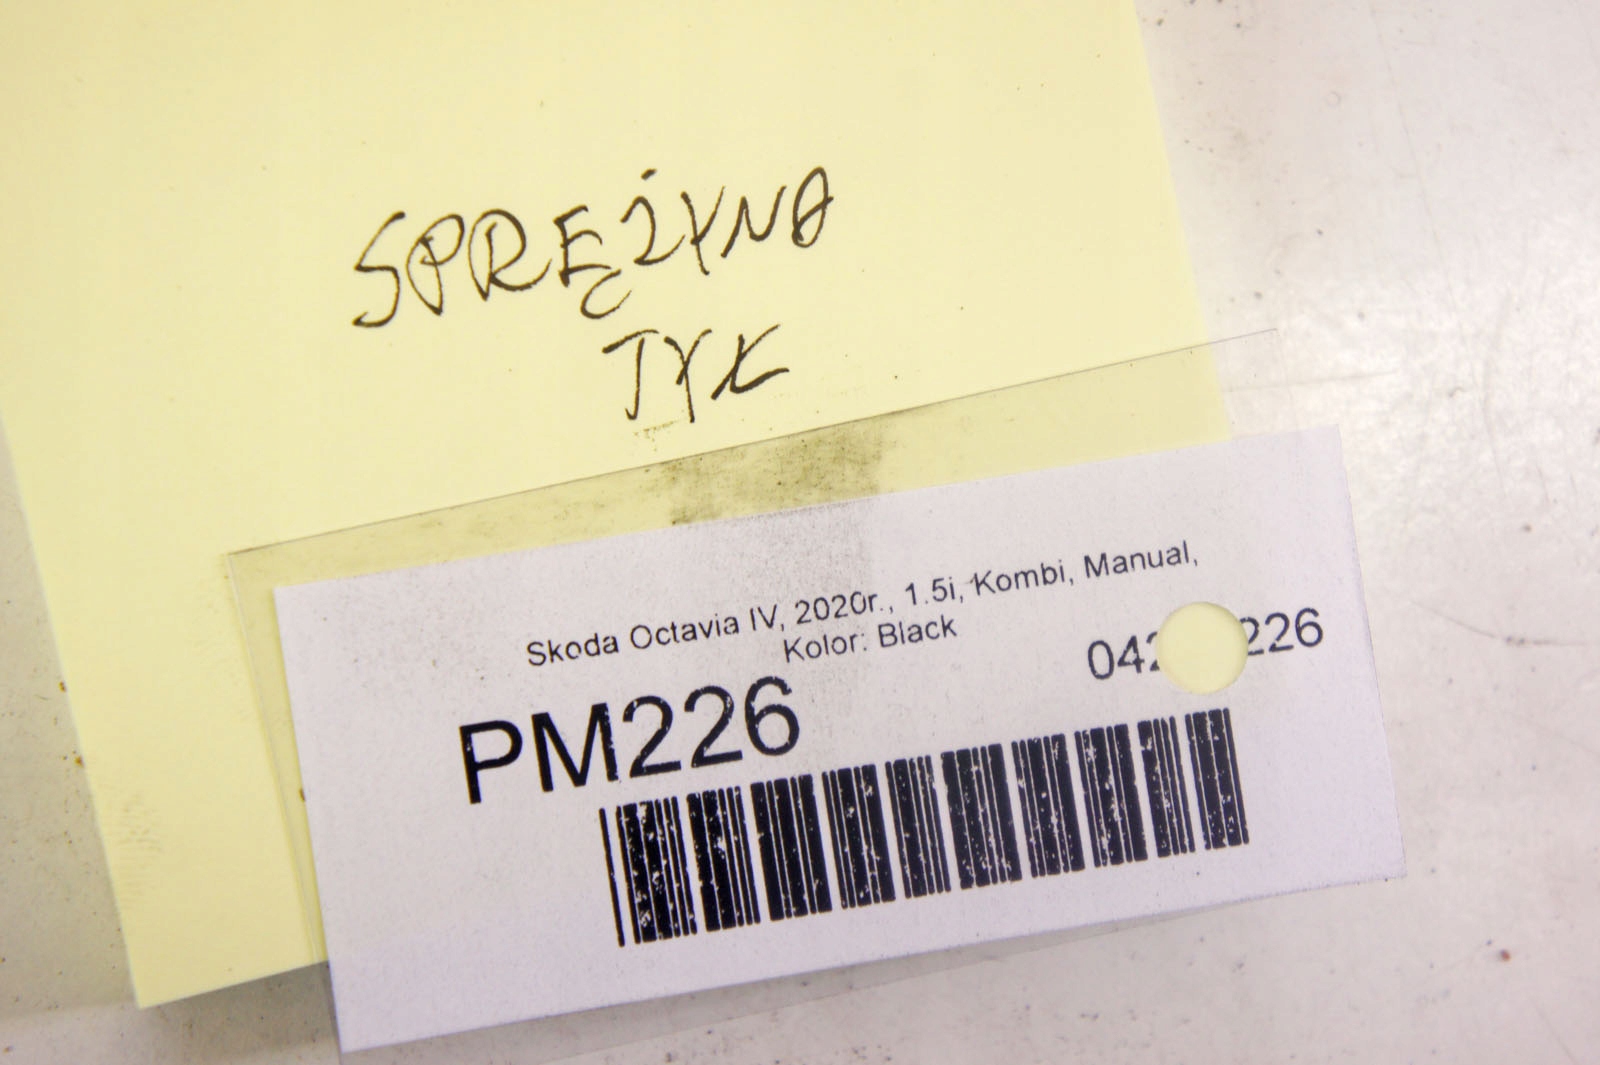 SPRĘŻYNA
TYŁ
Skoda Octavia IV, 2020r., 1.5i, Kombi, Manual,
Kolor: Black
PM226